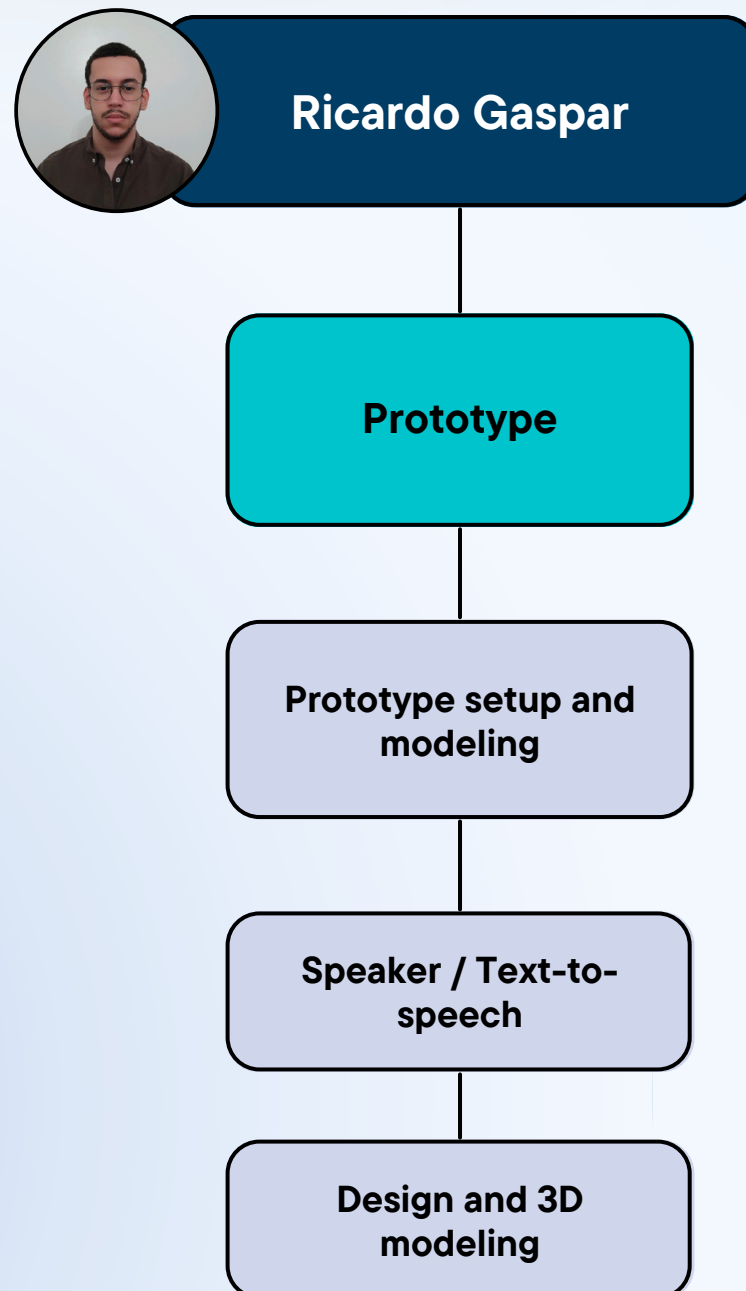 Ricardo Gaspar
Prototype
Prototype setup and
modeling
Speaker / Text-to-
speech
Design and 3D
modeling